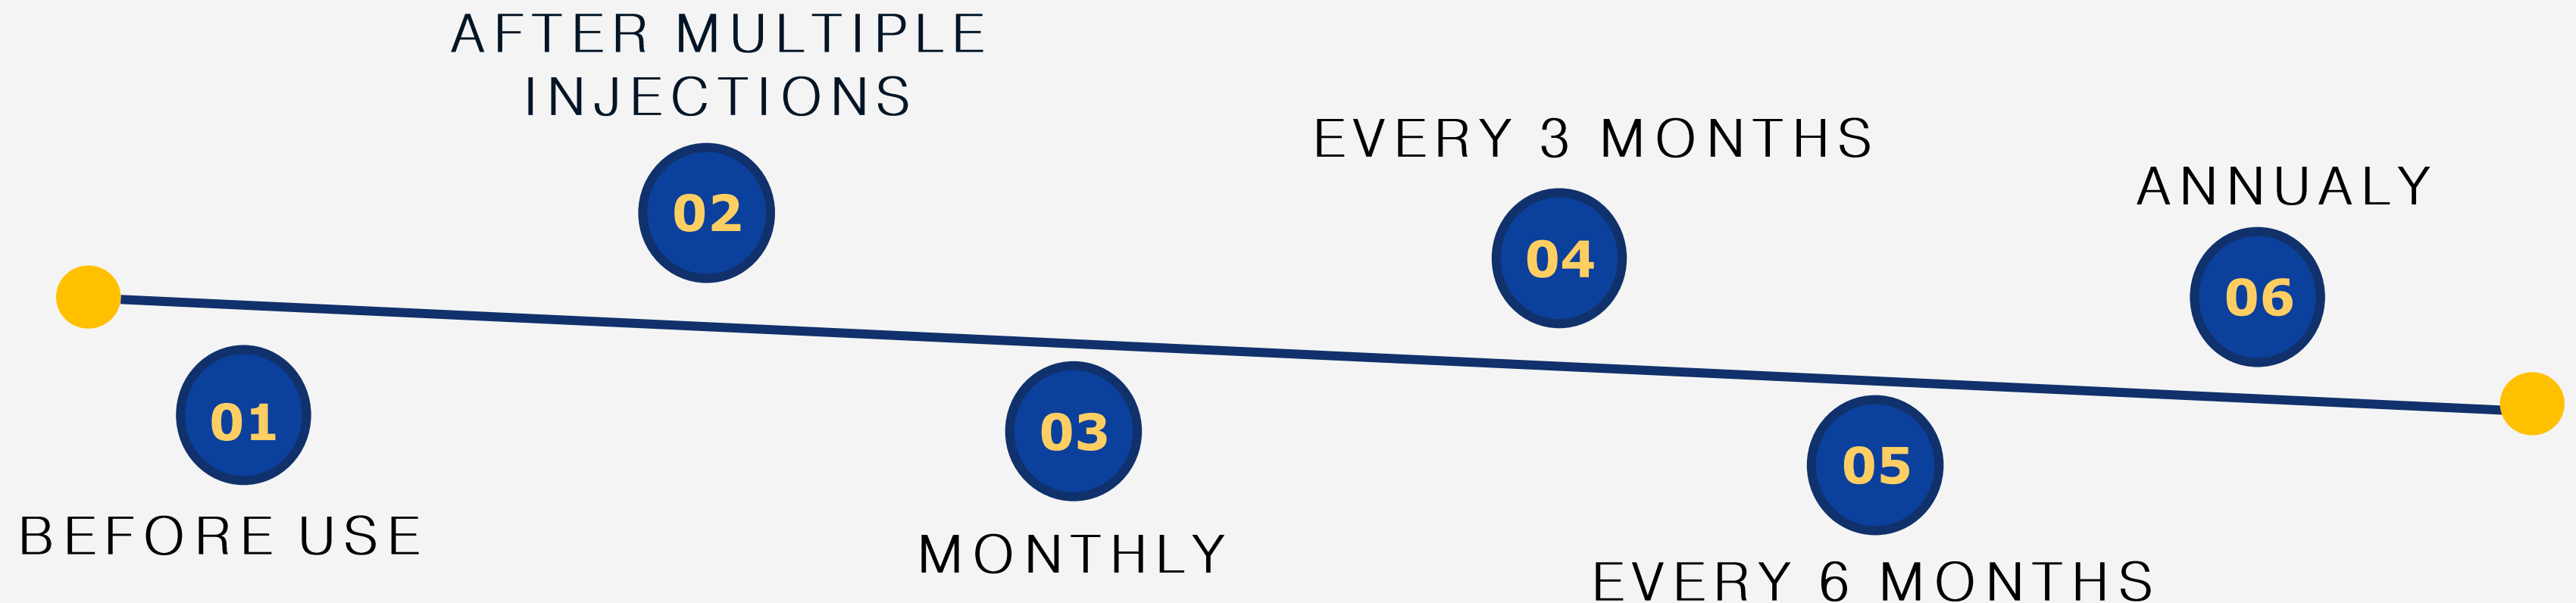 01
BEFORE USE
AFTER MULTIPLE
INJECTIONS
02
03
MONTHLY
EVERY 3 MONTHS
04
05
EVERY 6 MONTHS
ANNUALY
06